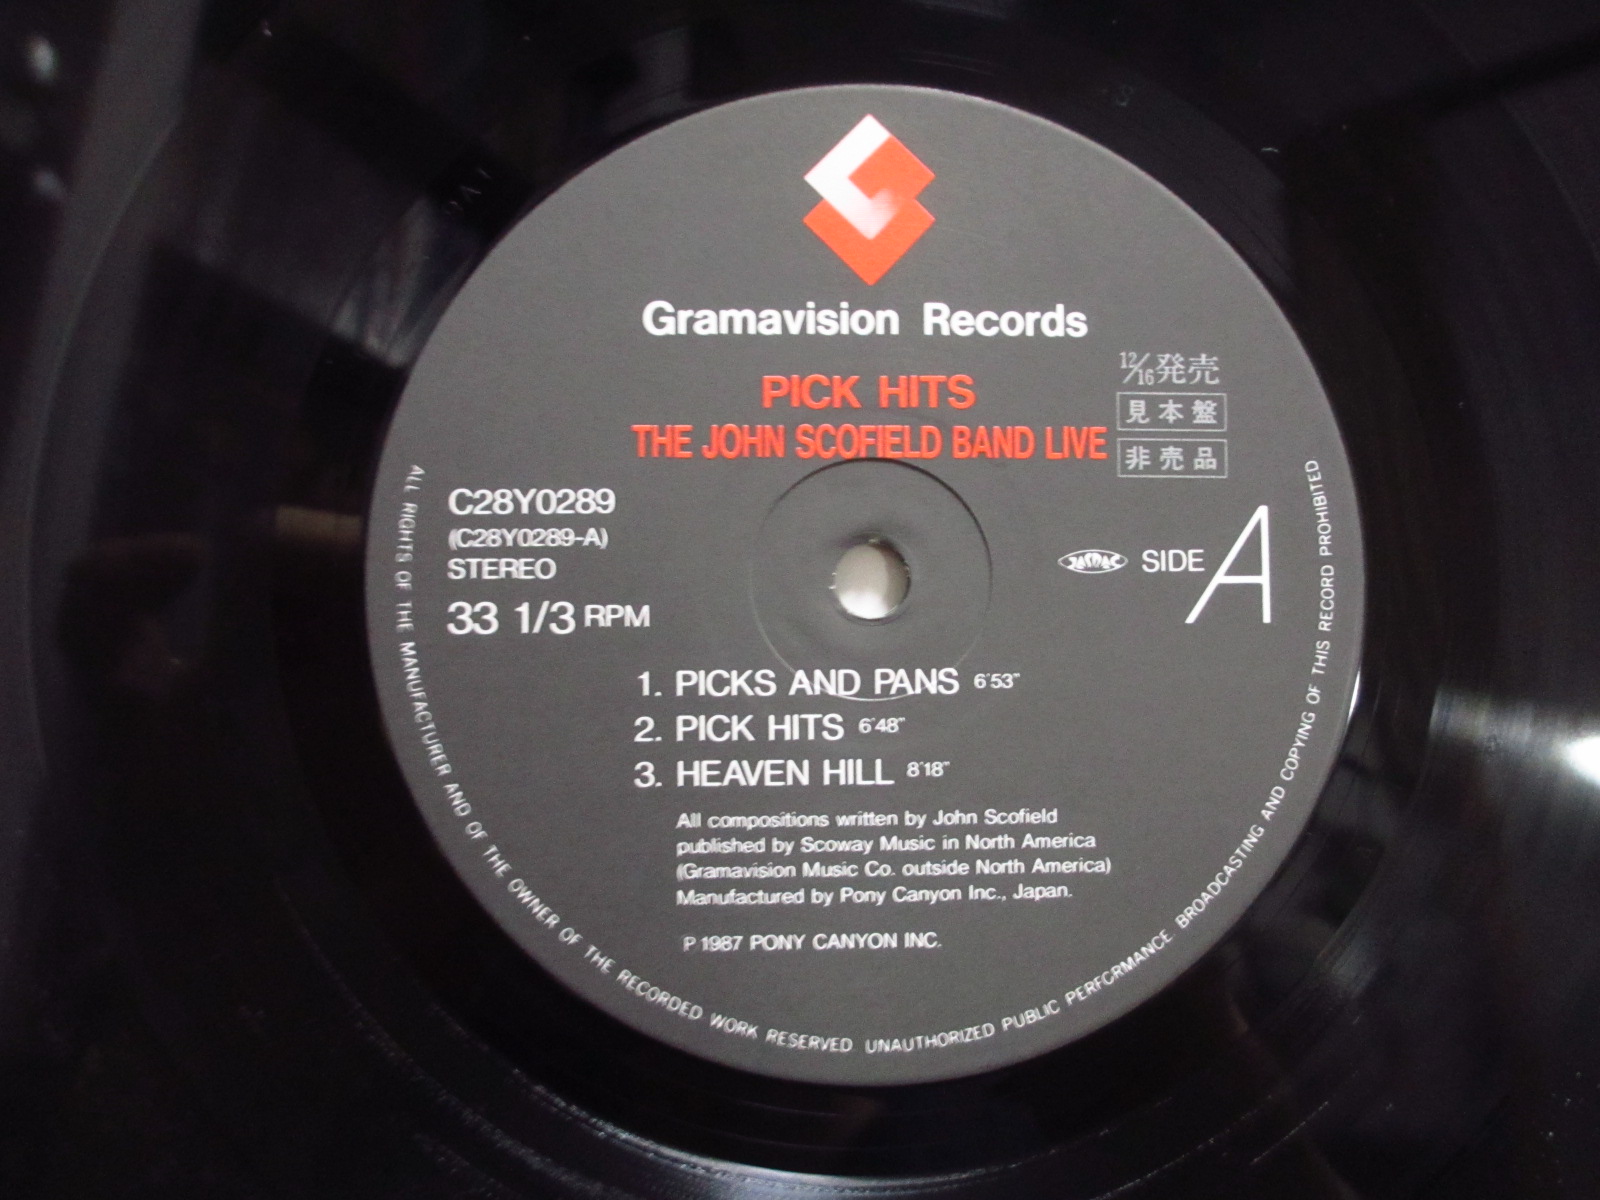 Gramavision Records
12/16発売
PICK HITS
見本盤
THE JOHN SCOFIELD BAND LIVE
非売品
C28Y0289
(C28Y0289-A)
STEREO
33 1/3 RPM
JASRAC
SIDE A
1. PICKS AND PANS 6'53"
2. PICK HITS 6'48"
3. HEAVEN HILL 8'18"
All compositions written by John Scofield
published by Scoway Music in North America
(Gramavision Music Co. outside North America)
Manufactured by Pony Canyon Inc., Japan.
P 1987 PONY CANYON INC.
ALL RIGHTS OF THE MANUFACTURER AND OF THE OWNER OF THE RECORDED WORK RESERVED UNAUTHORIZED PUBLIC PERFORMANCE BROADCASTING AND COPYING OF THIS RECORD PROHIBITED